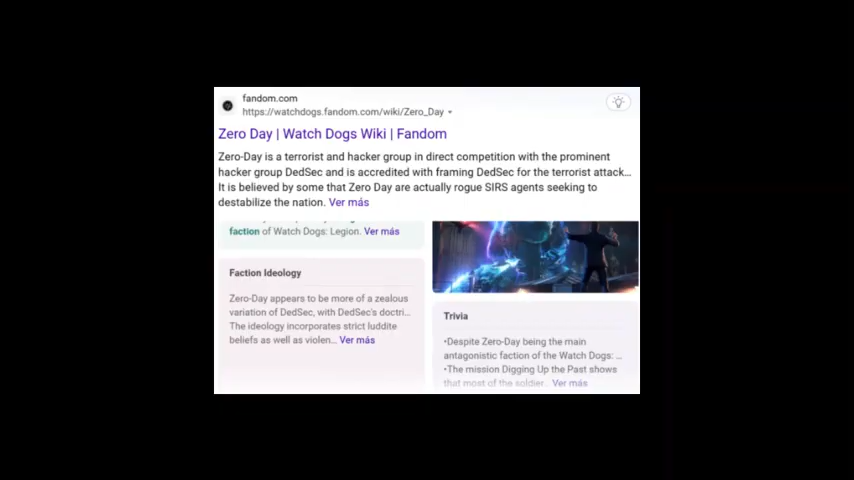 fandom.com
https://watchdogs.fandom.com/wiki/Zero_Day
Zero Day | Watch Dogs Wiki | Fandom
Zero-Day is a terrorist and hacker group in direct competition with the prominent
hacker group DedSec and is accredited with framing DedSec for the terrorist attack...
It is believed by some that Zero Day are actually rogue SIRS agents seeking to
destabilize the nation. Ver más
faction of Watch Dogs: Legion. Ver más
Faction Ideology
Zero-Day appears to be more of a zealous
variation of DedSec, with DedSec's doctri...
The ideology incorporates strict luddite
beliefs as well as violen... Ver más
Trivia
•Despite Zero-Day being the main
antagonistic faction of the Watch Dogs: ...
•The mission Digging Up the Past shows
that most of the soldier... Ver más